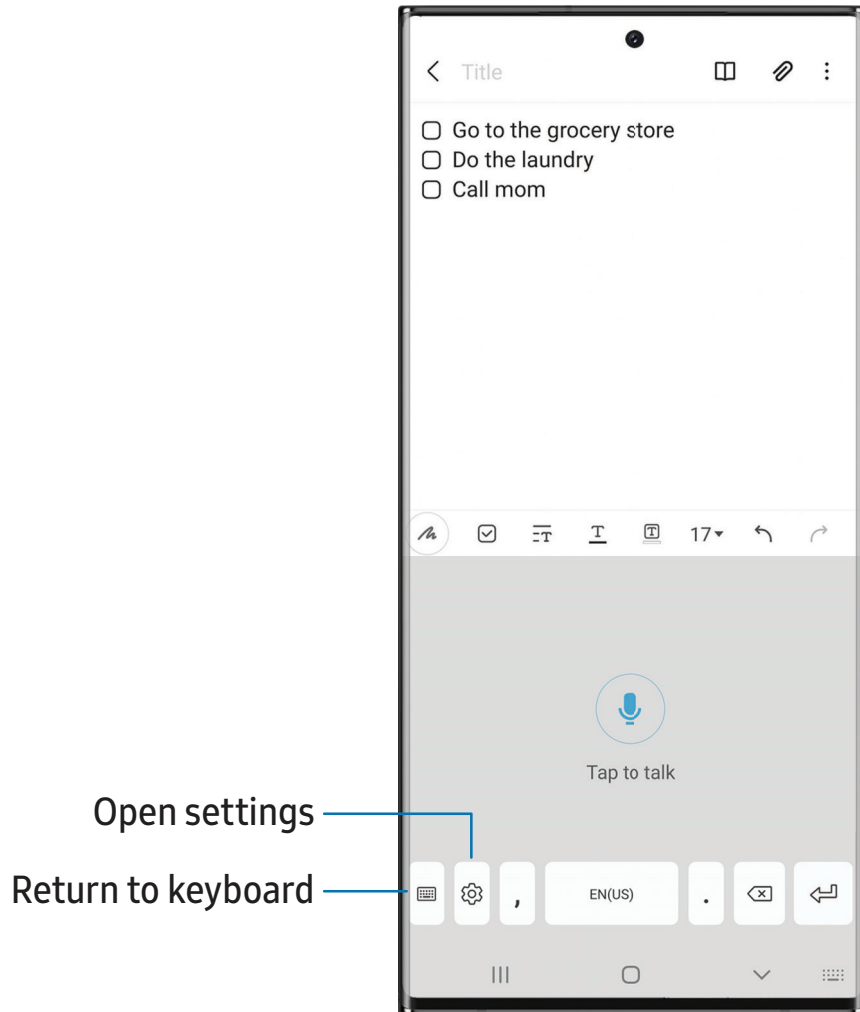 Title
Go to the grocery store
Do the laundry
Call mom
17
Tap to talk
Open settings
Return to keyboard
, EN(US) .